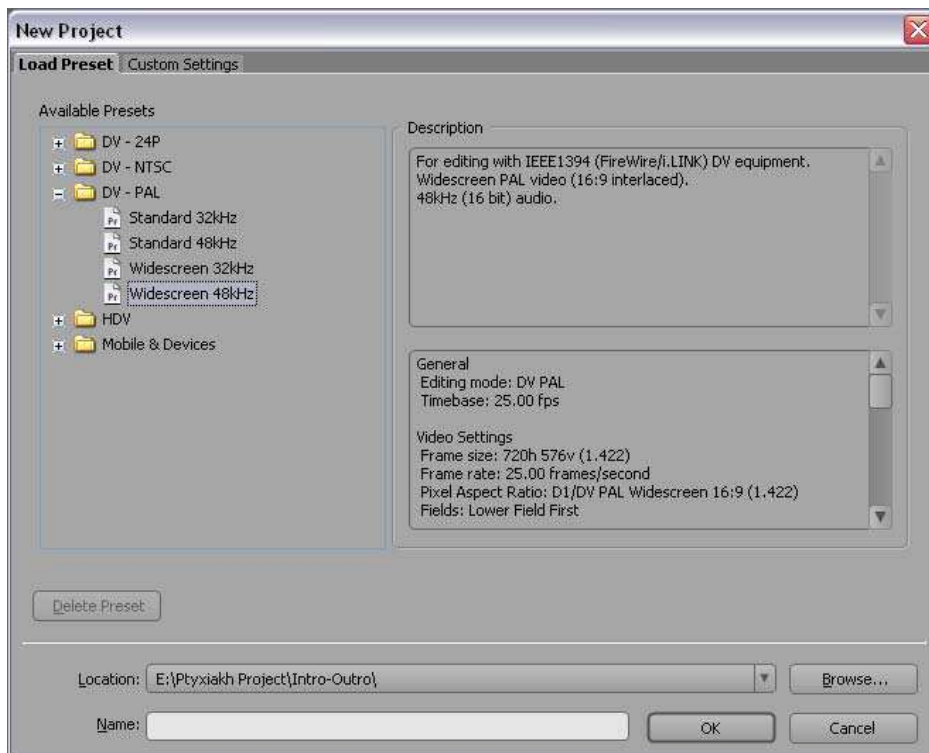 New Project
Load Preset Custom Settings
Available Presets
DV - 24P
DV - NTSC
DV - PAL
Standard 32kHz
Standard 48kHz
Widescreen 32kHz
Widescreen 48kHz
HDV
Mobile & Devices
Description
For editing with IEEE1394 (FireWire/i.LINK) DV equipment.
Widescreen PAL video (16:9 interlaced).
48kHz (16 bit) audio.
General
Editing mode: DV PAL
Timebase: 25.00 fps
Video Settings
Frame size: 720h 576v (1.422)
Frame rate: 25.00 frames/second
Pixel Aspect Ratio: D1/DV PAL Widescreen 16:9 (1.422)
Fields: Lower Field First
Delete Preset
Location: E:\Ptyxiakh Project\Intro-Outro\ Browse...
Name: OK Cancel